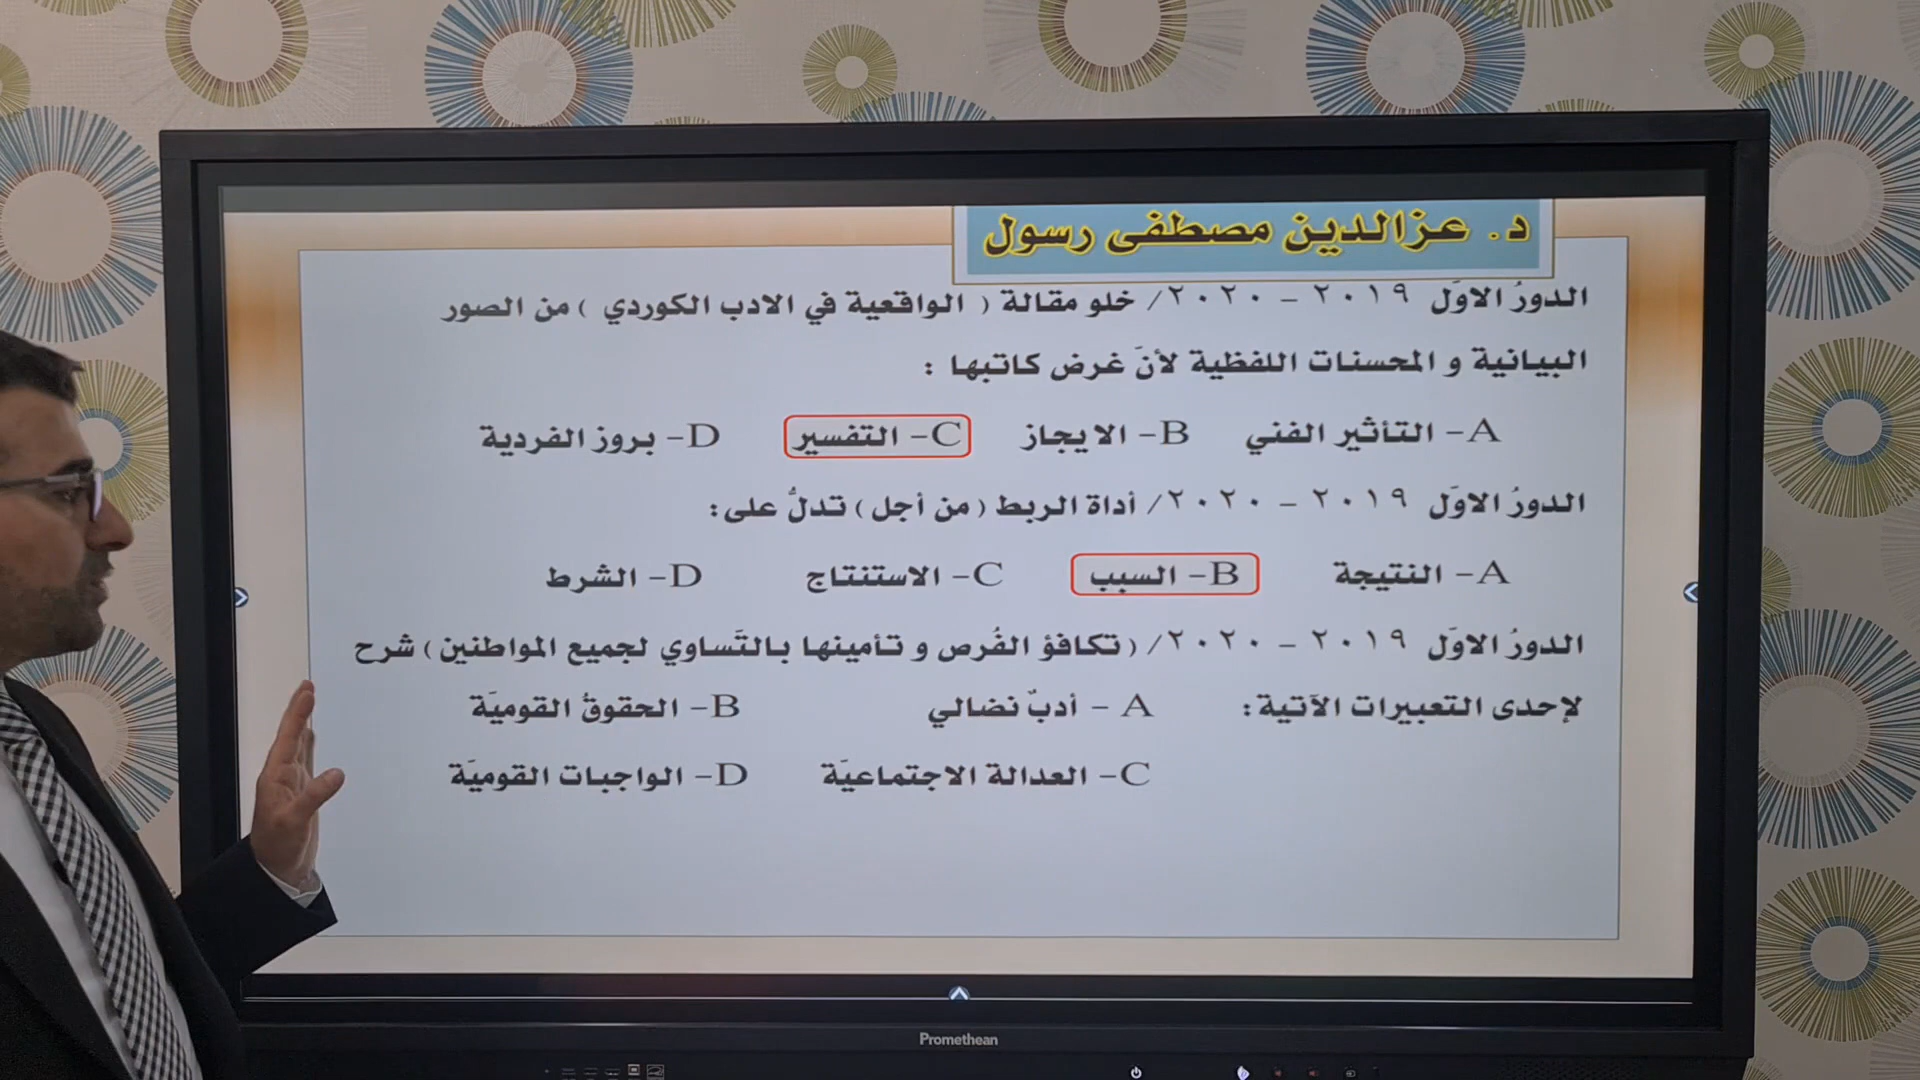 د. عزالدين مصطفى رسول
الدورُ الاوّل ٢٠١٩ – ٢٠٢٠/ خلو مقالة ( الواقعية في الادب الكوردي ) من الصور
البيانية و المحسنات اللفظية لأنّ غرض كاتبها :
A- التأثير الفني B- الايجاز C- التفسير D- بروز الفردية
الدورُ الاوّل ٢٠١٩ – ٢٠٢٠/ أداة الربط (من أجل) تدلُّ على:
A- النتيجة B- السبب C- الاستنتاج D- الشرط
الدورُ الاوّل ٢٠١٩ – ٢٠٢٠/ (تكافؤ الفُرص و تأمينها بالتّساوي لجميع المواطنين) شرح
لإحدى التعبيرات الآتية: A - أدبٌ نضالي B- الحقوقُ القوميّة
C- العدالة الاجتماعيّة D- الواجبات القوميّة
Promethean